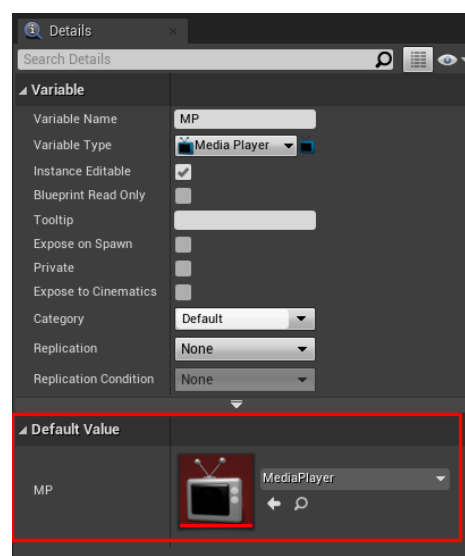 Details
Search Details
Variable
Variable Name MP
Variable Type Media Player
Instance Editable
Blueprint Read Only
Tooltip
Expose on Spawn
Private
Expose to Cinematics
Category Default
Replication None
Replication Condition None
Default Value
MP MediaPlayer